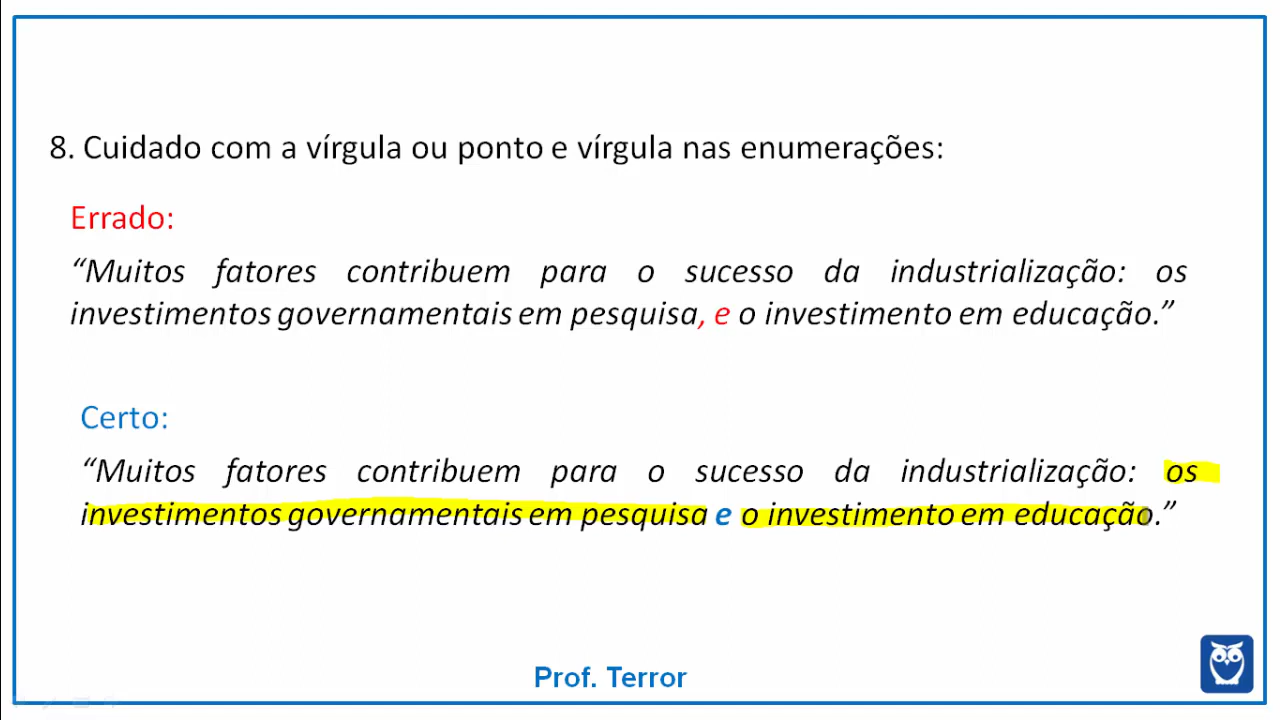 8. Cuidado com a vírgula ou ponto e vírgula nas enumerações:
Errado:
“Muitos fatores contribuem para o sucesso da industrialização: os
investimentos governamentais em pesquisa, e o investimento em educação.”
Certo:
“Muitos fatores contribuem para o sucesso da industrialização: os
investimentos governamentais em pesquisa e o investimento em educação.”
Prof. Terror